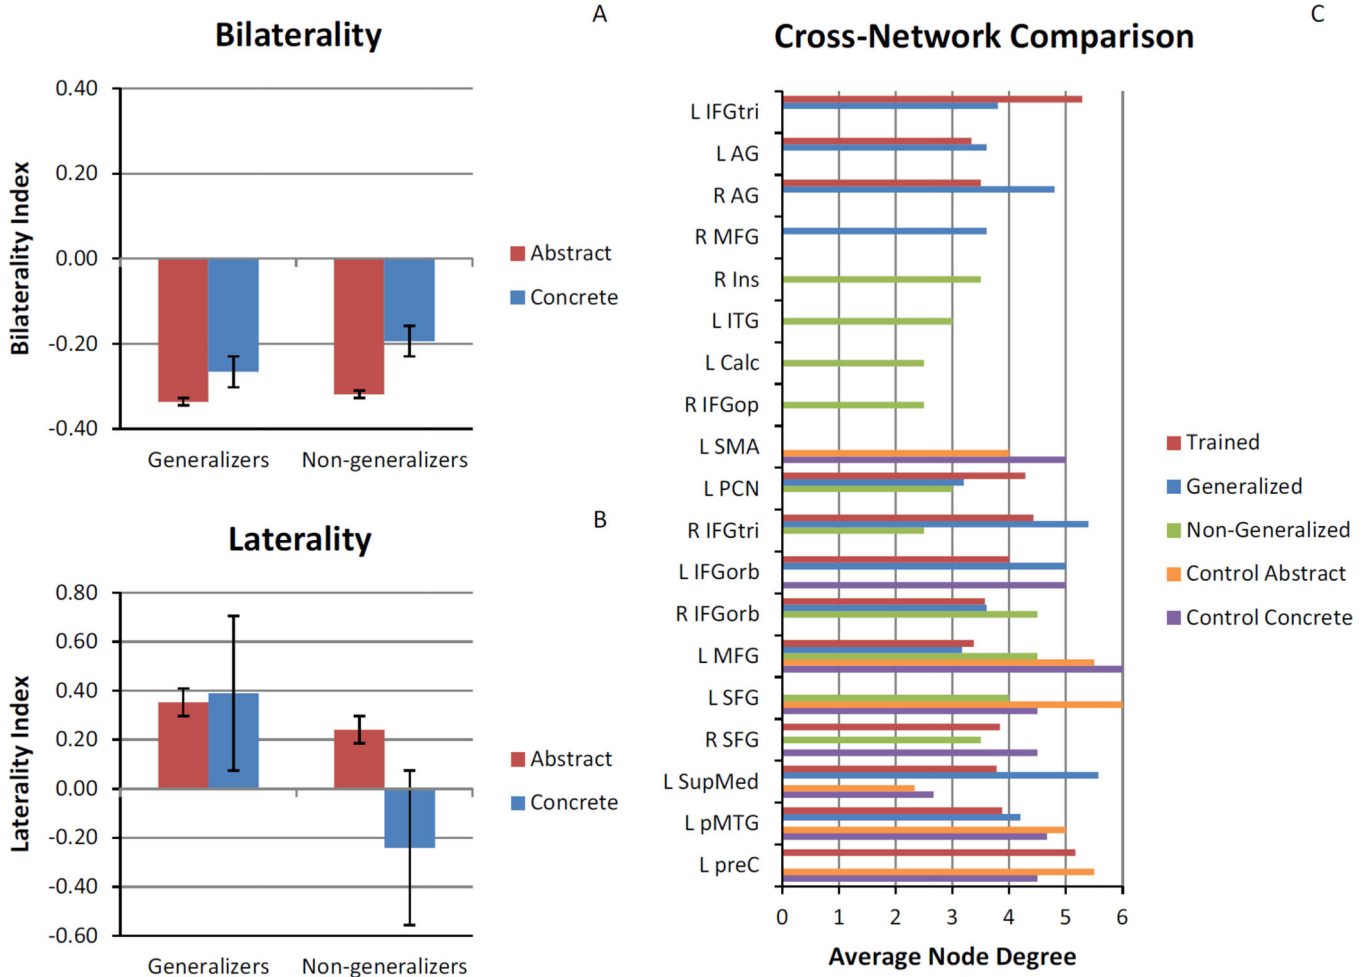 A
Bilaterality
0.40
0.20
0.00
-0.20
-0.40
Bilaterality Index
Generalizers
Non-generalizers
Abstract
Concrete
B
Laterality
0.80
0.60
0.40
0.20
0.00
-0.20
-0.40
-0.60
Laterality Index
Generalizers
Non-generalizers
Abstract
Concrete
C
Cross-Network Comparison
L IFGtri
L AG
R AG
R MFG
R Ins
L ITG
L Calc
R IFGop
L SMA
L PCN
R IFGtri
L IFGorb
R IFGorb
L MFG
L SFG
R SFG
L SupMed
L pMTG
L preC
0 1 2 3 4 5 6
Average Node Degree
Trained
Generalized
Non-Generalized
Control Abstract
Control Concrete